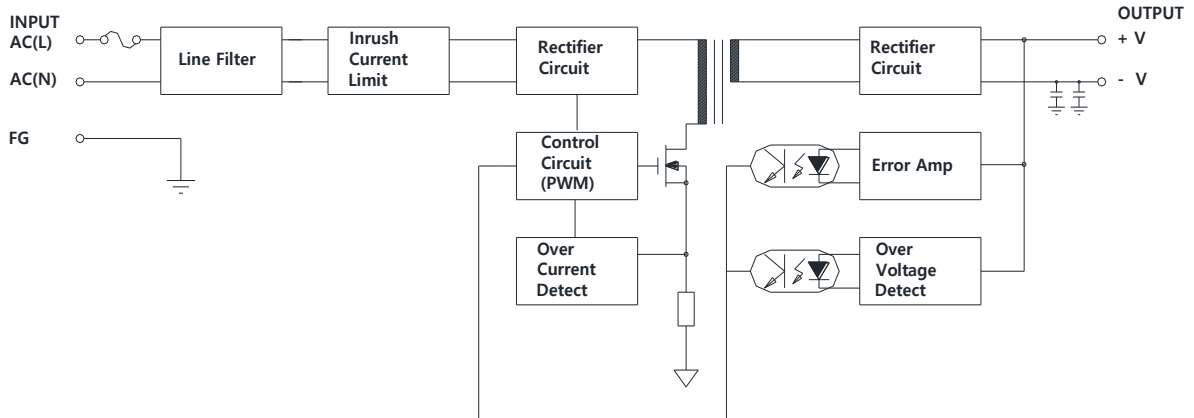 INPUT
AC(L)
AC(N)
FG
Line Filter
Inrush
Current
Limit
Rectifier
Circuit
Control
Circuit
(PWM)
Over
Current
Detect
Rectifier
Circuit
Error Amp
Over
Voltage
Detect
OUTPUT
+ V
- V